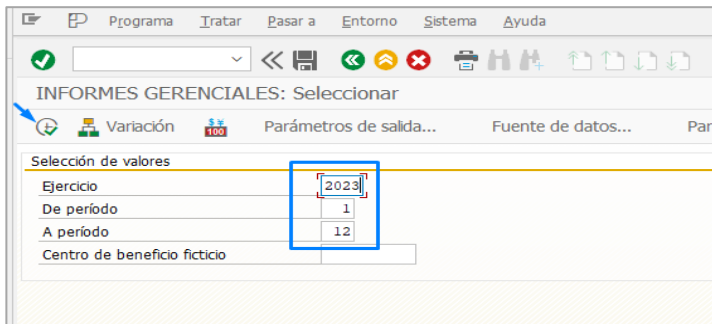 Programa Tratar Pasar a Entorno Sistema Ayuda
INFORMES GERENCIALES: Seleccionar
Variación Parámetros de salida... Fuente de datos... Par
Selección de valores
Ejercicio 2023
De período 1
A período 12
Centro de beneficio ficticio